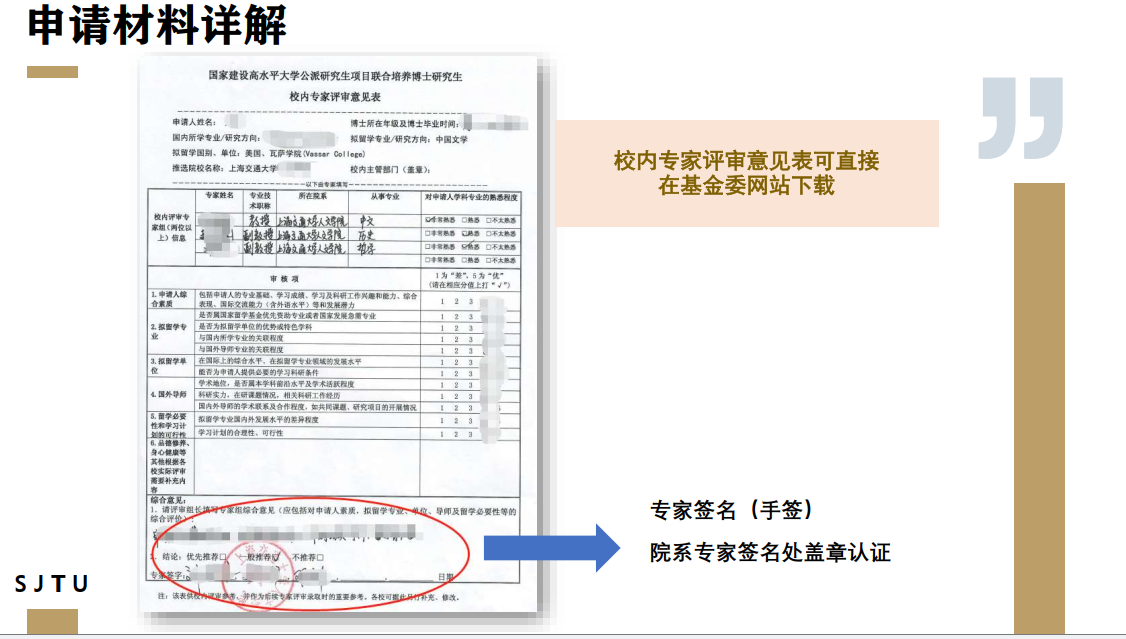 申请材料详解
国家建设高水平大学公派研究生项目联合培养博士研究生
校内专家评审意见表
申请人姓名：
博士所在年级及博士毕业时间：
国内所学专业/研究方向：
拟留学专业/研究方向：中国文学
拟留学国别、单位：美国、瓦萨学院(Vassar College)
推选院校名称：上海交通大学
校内主管部门（盖章）：
以下由专家填写
专家姓名 专业技术职称 所在院系 从事专业 对申请人学科专业的熟悉程度
校内评审专家组(两位以上）信息
教授 上海交通大学人文学院 中文 ☑非常熟悉 □熟悉 □不太熟悉
副教授 上海交通大学人文学院 历史 □非常熟悉 ☑熟悉 □不太熟悉
副教授 上海交通大学人文学院 哲学 □非常熟悉 ☑熟悉 □不太熟悉
□非常熟悉 □熟悉 □不太熟悉
审 核 项
1为“差”，5为“优”
(请在相应分值上打“√”)
1.申请人综合素质
包括申请人的专业基础、学习成绩、学习及科研工作兴趣和能力、综合表现、国际交流能力（含外语水平）等和发展潜力 1 2 3
2.拟留学专业
是否属国家留学基金优先资助专业或者国家发展急需专业 1 2 3
是否为拟留学单位的优势或特色学科 1 2 3
与国内所学专业的关联程度 1 2 3
与国外导师专业的关联程度 1 2 3
3.拟留学单位
在国际上的综合水平、在拟留学专业领域的发展水平 1 2 3
能否为申请人提供必要的学习科研条件 1 2 3
4.国外导师
学术地位，是否属本学科前沿水平及学术活跃程度 1 2 3
科研实力，在研课题情况，相关科研工作经历 1 2 3
国内外导师的学术联系及合作程度，如共同课题、研究项目的开展情况 1 2 3
5.留学必要性和学习计划的可行性
拟留学专业国内外发展水平的差异程度 1 2 3
学习计划的合理性、可行性 1 2 3
6.品德修养、身心健康等其他根据各校实际评审需要补充内容
综合意见：
1．请评审组长填写专家组综合意见（应包括对申请人素质，拟留学专业、单位、导师及留学必要性等的
综合评价）：
结论：优先推荐□ 一般推荐☑ 不推荐□
专家签字：
日期
注：该表供校内评审参考，并作为后续专家评审录取时的重要参考。各校可据此另行补充、修改。
校内专家评审意见表可直接
在基金委网站下载
专家签名（手签）
院系专家签名处盖章认证
SJTU